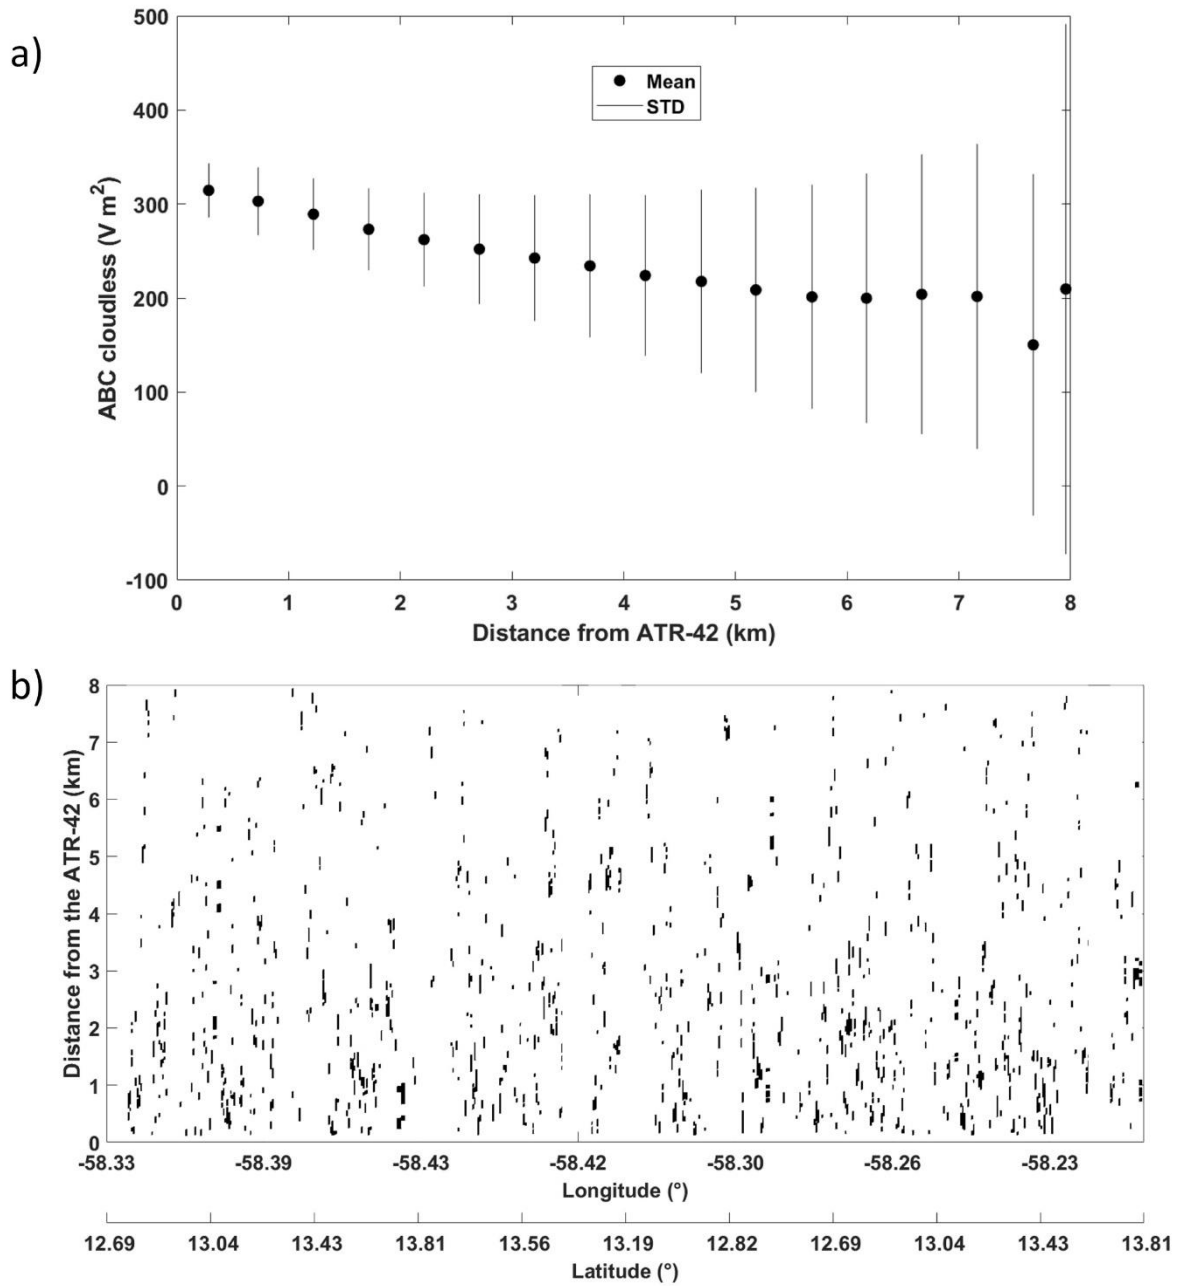 a)
500
400
300
200
100
0
-100
ABC cloudless (V m²)
Mean
STD
0 1 2 3 4 5 6 7 8
Distance from ATR-42 (km)
b)
8
7
6
5
4
3
2
1
0
Distance from the ATR-42 (km)
-58.33 -58.39 -58.43 -58.42 -58.30 -58.26 -58.23
Longitude (°)
12.69 13.04 13.43 13.81 13.56 13.19 12.82 12.69 13.04 13.43 13.81
Latitude (°)